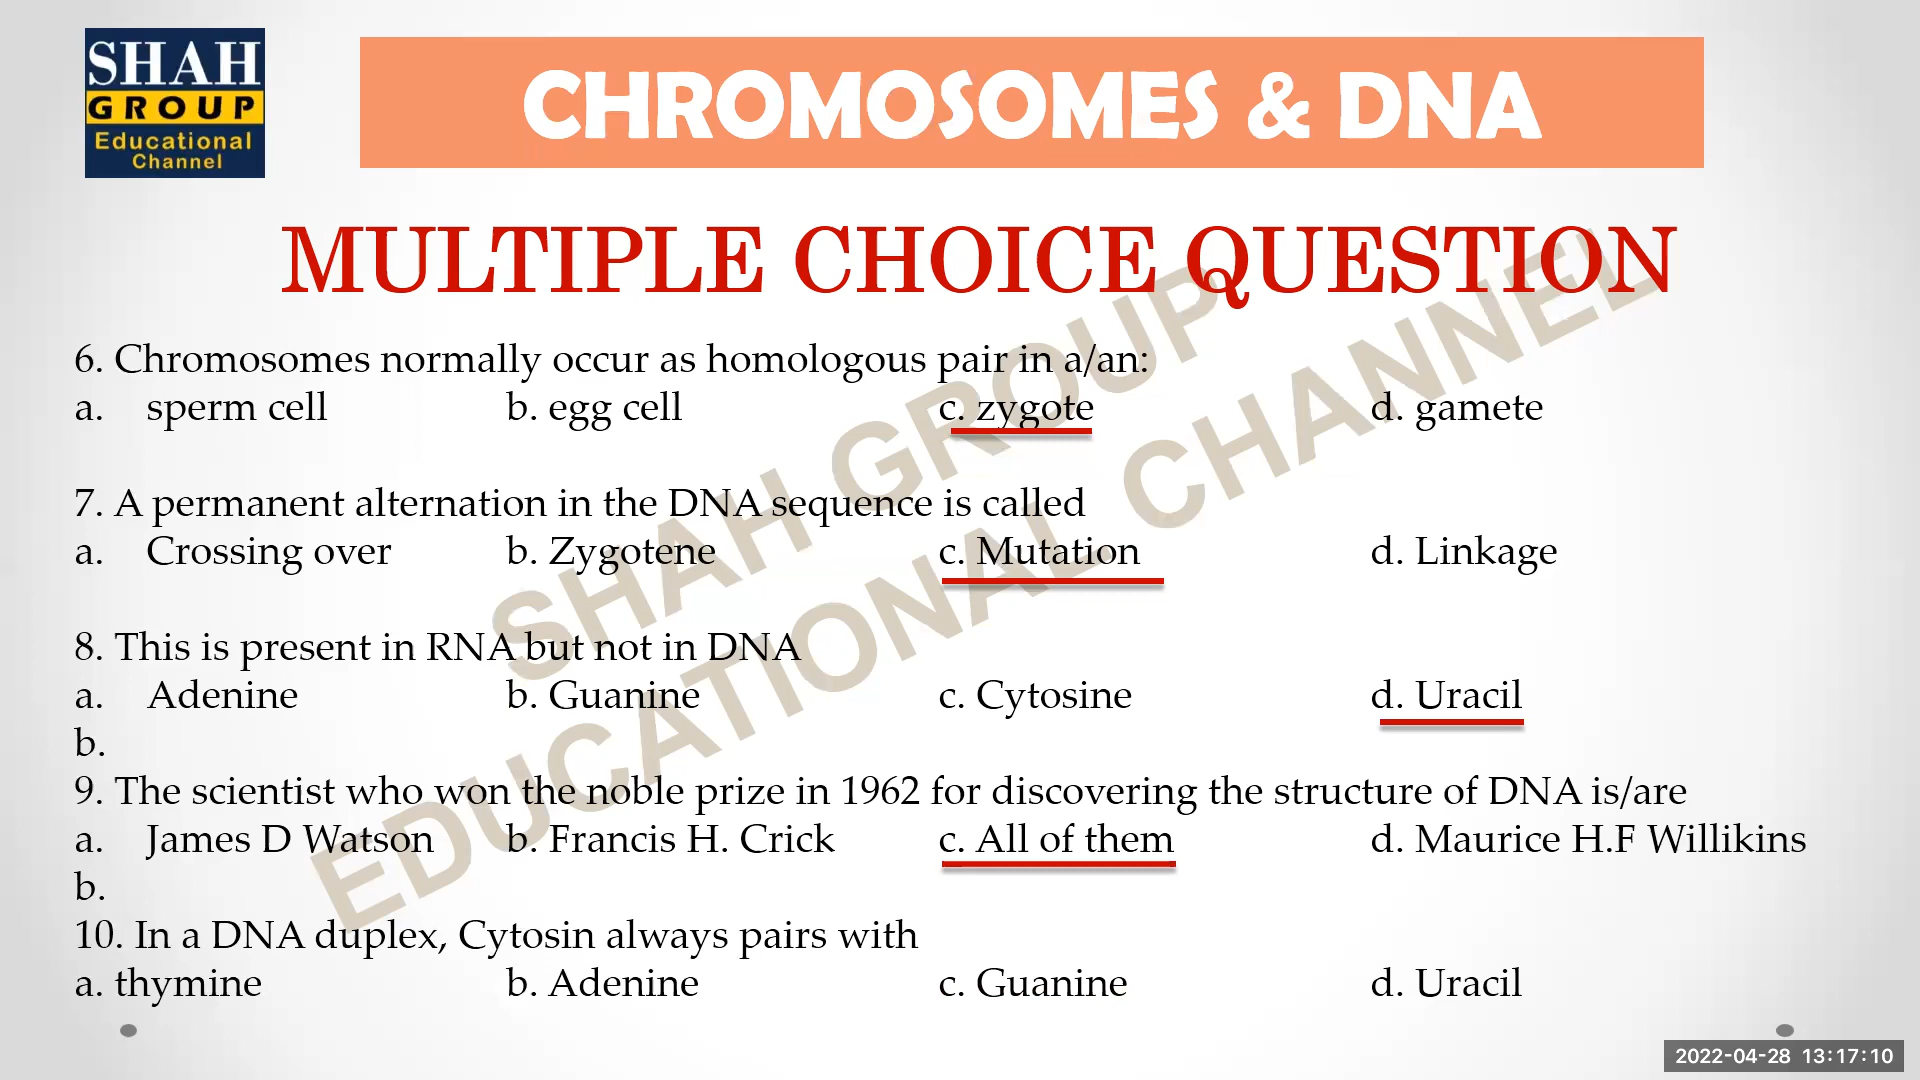 SHAH
GROUP
Educational
Channel
CHROMOSOMES & DNA
MULTIPLE CHOICE QUESTION
6. Chromosomes normally occur as homologous pair in a/an:
a. sperm cell b. egg cell c. zygote d. gamete
7. A permanent alternation in the DNA sequence is called
a. Crossing over b. Zygotene c. Mutation d. Linkage
8. This is present in RNA but not in DNA
a. Adenine b. Guanine c. Cytosine d. Uracil
b.
9. The scientist who won the noble prize in 1962 for discovering the structure of DNA is/are
a. James D Watson b. Francis H. Crick c. All of them d. Maurice H.F Willikins
b.
10. In a DNA duplex, Cytosin always pairs with
a. thymine b. Adenine c. Guanine d. Uracil
SHAH GROUP
EDUCATIONAL CHANNEL
2022-04-28 13:17:10